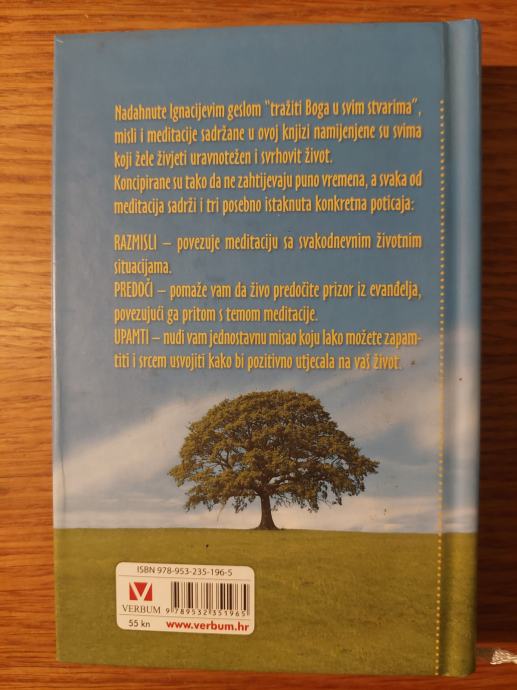 Nadahnute Ignacijevim geslom "tražiti Boga u svim stvarima",
misli i meditacije sadržane u ovoj knjizi namijenjene su svima
koji žele živjeti uravnotežen i svrhovit život.
Koncipirane su tako da ne zahtijevaju puno vremena, a svaka od
meditacija sadrži i tri posebno istaknuta konkretna poticaja:
RAZMISLI – povezuje meditaciju sa svakodnevnim životnim
situacijama.
PREDOČI – pomaže vam da živo predočite prizor iz evanđelja,
povezujući ga pritom s temom meditacije.
UPAMTI – nudi vam jednostavnu misao koju lako možete zapam-
titi i srcem usvojiti kako bi pozitivno utjecala na vaš život.
ISBN 978-953-235-196-5
VERBUM
9 789532 351965
55 kn
www.verbum.hr